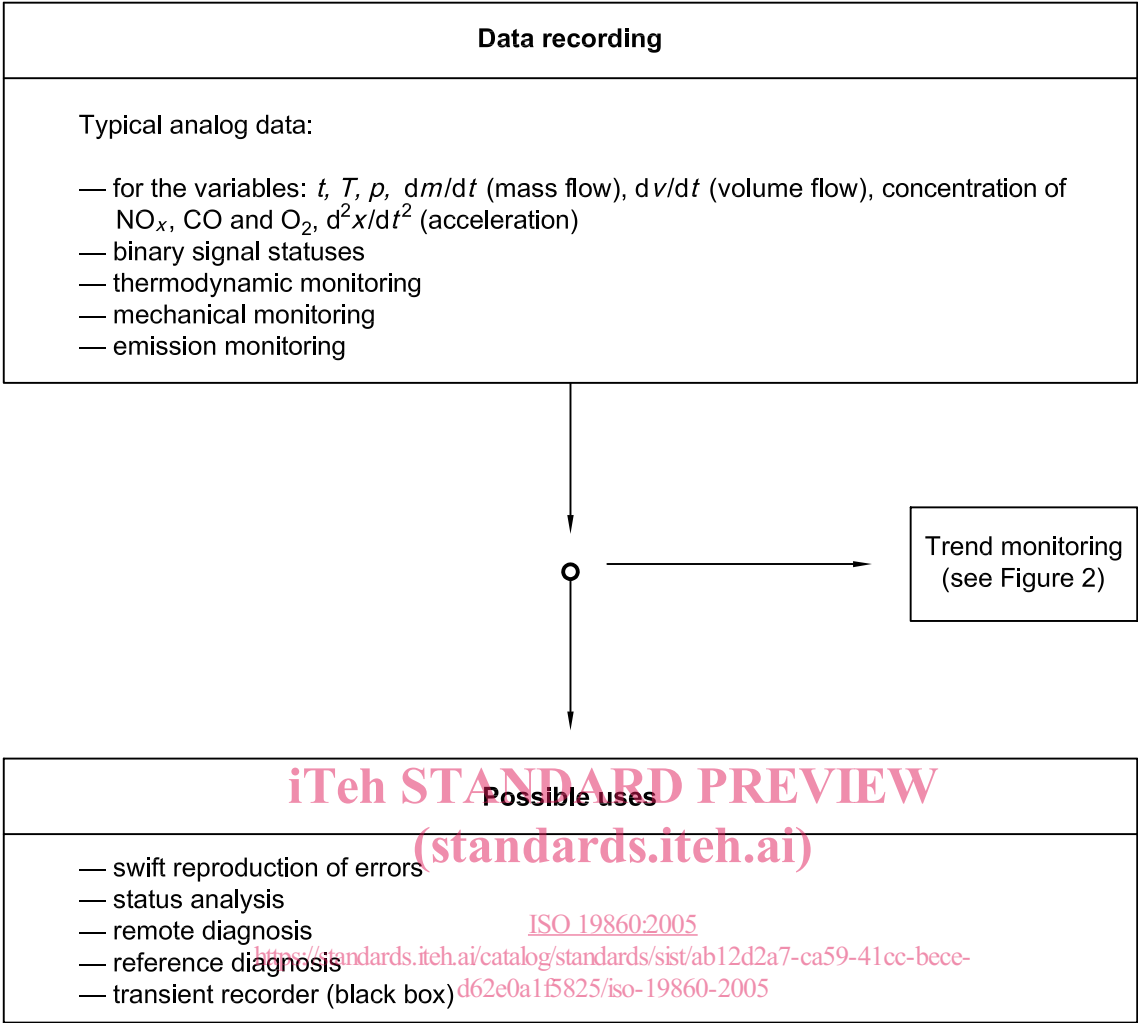 Data recording
Typical analog data:
— for the variables: t, T, p, dm/dt (mass flow), dv/dt (volume flow), concentration of
NOₓ, CO and O₂, d²x/dt² (acceleration)
— binary signal statuses
— thermodynamic monitoring
— mechanical monitoring
— emission monitoring
Trend monitoring
(see Figure 2)
iTeh STANDARD PREVIEW
Possible uses
(standards.iteh.ai)
— swift reproduction of errors
— status analysis
ISO 19860:2005
— remote diagnosis
https://standards.iteh.ai/catalog/standards/sist/ab12d2a7-ca59-41cc-bece-
— reference diagnosis
d62e0a1f5825/iso-19860-2005
— transient recorder (black box)